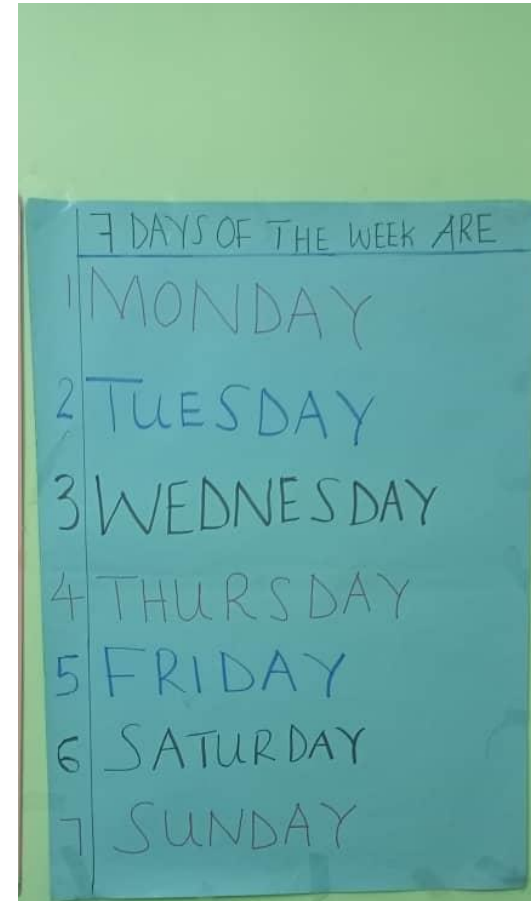 7 DAYS OF THE WEEK ARE
1 MONDAY
2 TUESDAY
3 WEDNESDAY
4 THURSDAY
5 FRIDAY
6 SATURDAY
7 SUNDAY